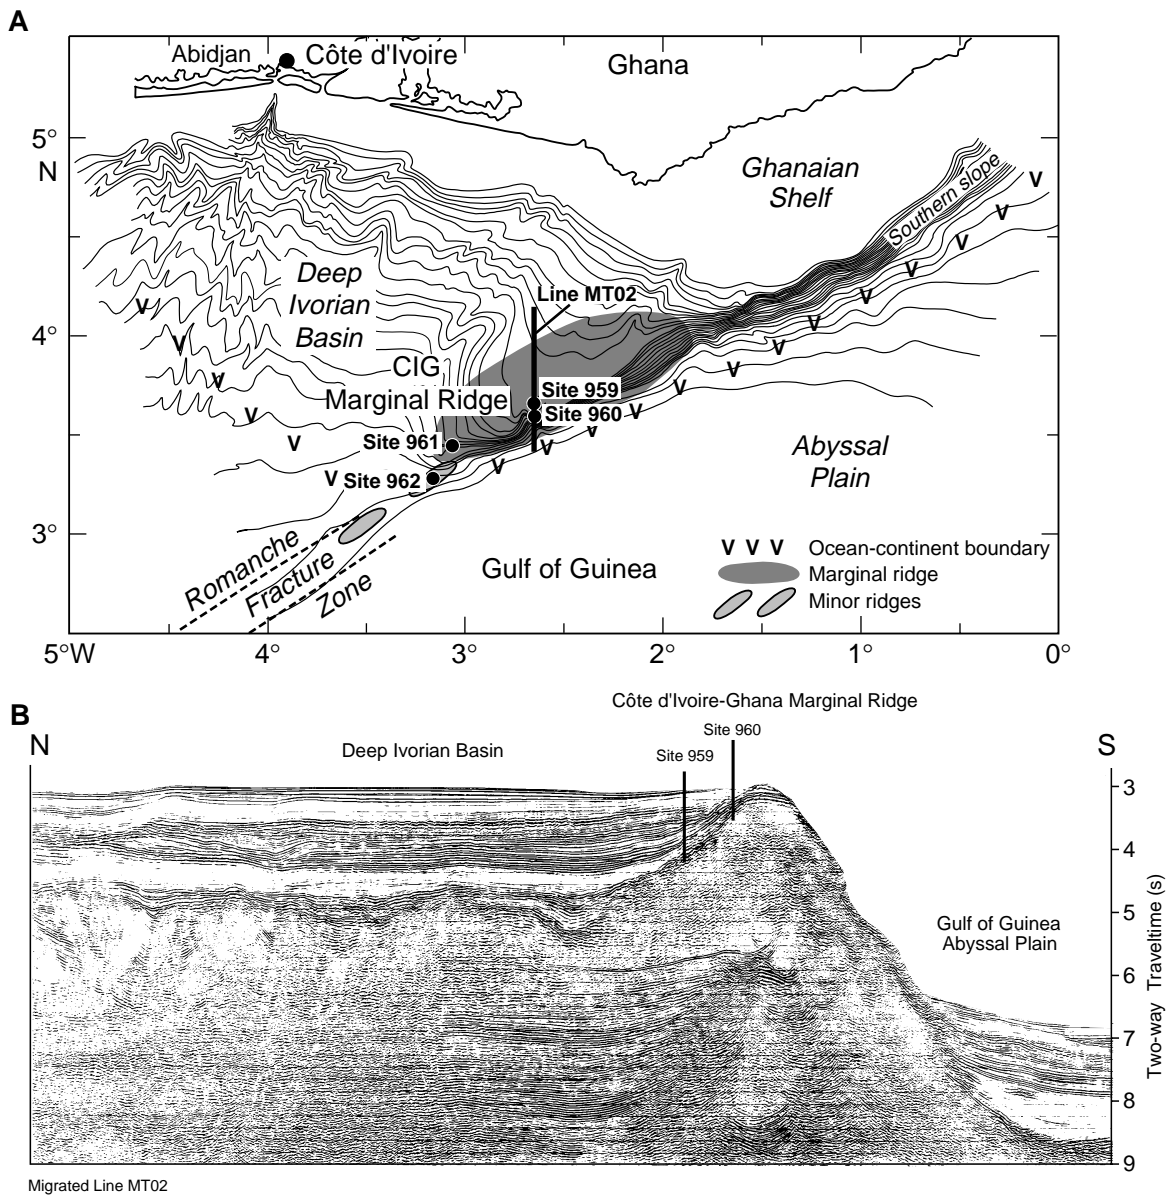 A
Abidjan
Côte d'Ivoire
Ghana
5°
N
4°
3°
Ghanaian
Shelf
Southern slope
V
V
V
V
V
V
V
V
V
V
V
V
V
V
Deep
Ivorian
Basin
V
V
V
V
V
V
Line MT02
CIG
Marginal Ridge
Site 959
Site 960
Site 961
Site 962
Abyssal
Plain
Romanche
Fracture
Zone
Gulf of Guinea
V V V Ocean-continent boundary
Marginal ridge
Minor ridges
5°W 4° 3° 2° 1° 0°
B
Côte d'Ivoire-Ghana Marginal Ridge
N
Deep Ivorian Basin
Site 959
Site 960
S
3
4
5
6
7
8
9
Gulf of Guinea
Abyssal Plain
Two-way Traveltime (s)
Migrated Line MT02